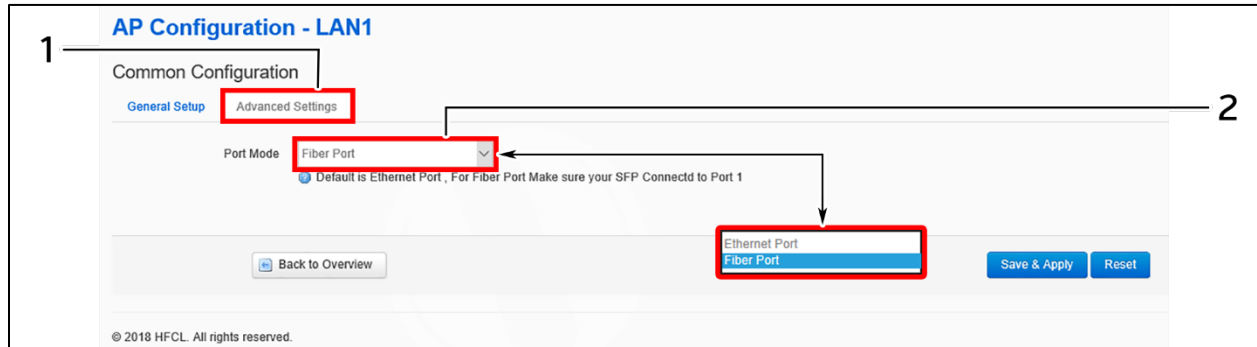 AP Configuration - LAN1
1
Common Configuration
General Setup Advanced Settings
2
Port Mode Fiber Port
Default is Ethernet Port , For Fiber Port Make sure your SFP Connectd to Port 1
Ethernet Port
Fiber Port
Back to Overview Save & Apply Reset
© 2018 HFCL. All rights reserved.